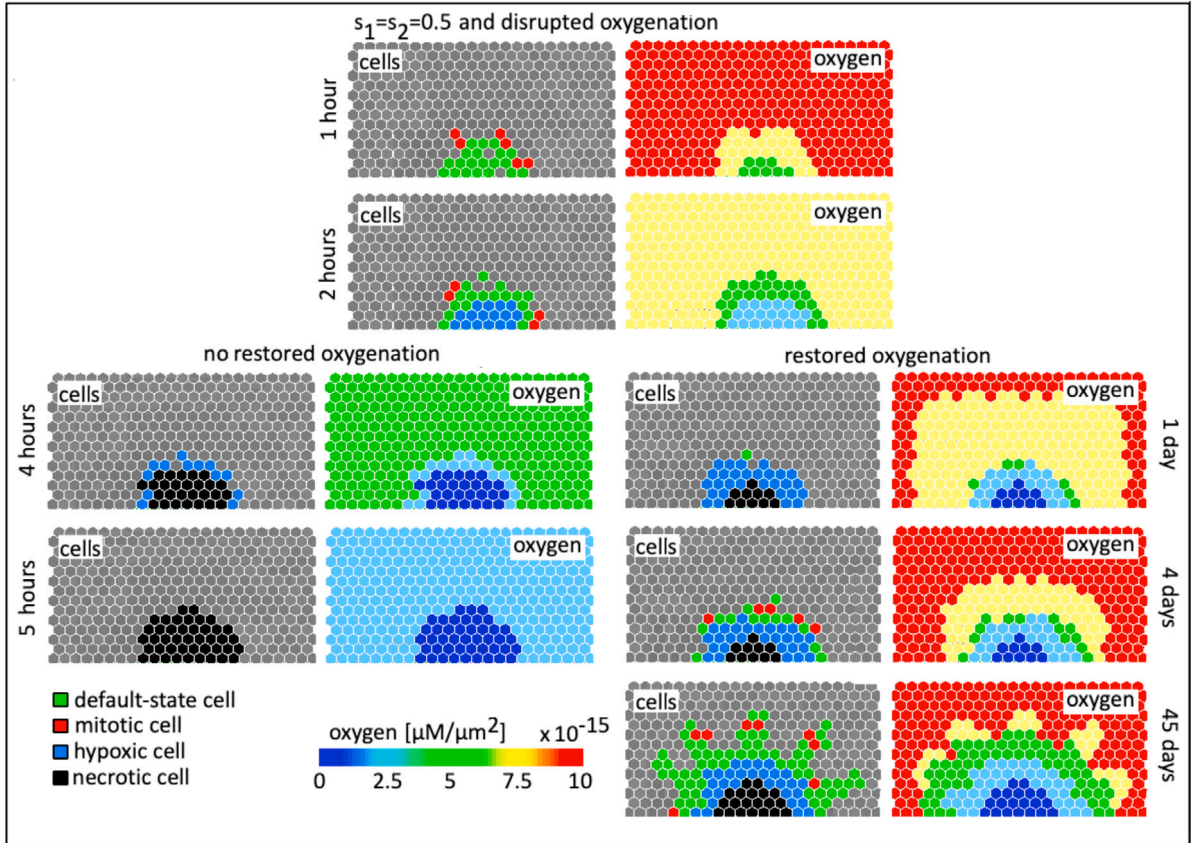 s1=s2=0.5 and disrupted oxygenation
cells
oxygen
1 hour
cells
oxygen
2 hours
no restored oxygenation
restored oxygenation
cells
oxygen
4 hours
cells
oxygen
1 day
cells
oxygen
5 hours
cells
oxygen
4 days
default-state cell
mitotic cell
hypoxic cell
necrotic cell
oxygen [μM/μm²] x 10⁻¹⁵
0 2.5 5 7.5 10
cells
oxygen
45 days